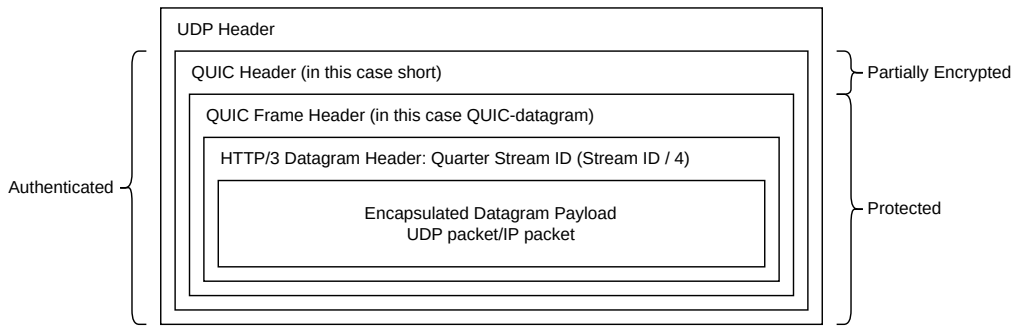 UDP Header
QUIC Header (in this case short)
Partially Encrypted
QUIC Frame Header (in this case QUIC-datagram)
HTTP/3 Datagram Header: Quarter Stream ID (Stream ID / 4)
Authenticated
Encapsulated Datagram Payload
UDP packet/IP packet
Protected